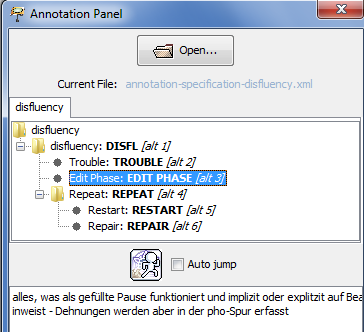 Annotation Panel
Open...
Current File: annotation-specification-disfluency.xml
disfluency
disfluency
disfluency: DISFL [alt 1]
Trouble: TROUBLE [alt 2]
Edit Phase: EDIT PHASE [alt 3]
Repeat: REPEAT [alt 4]
Restart: RESTART [alt 5]
Repair: REPAIR [alt 6]
Auto jump
alles, was als gefüllte Pause funktioniert und implizit oder explitzit auf Bea
inweist - Dehnungen werden aber in der pho-Spur erfasst